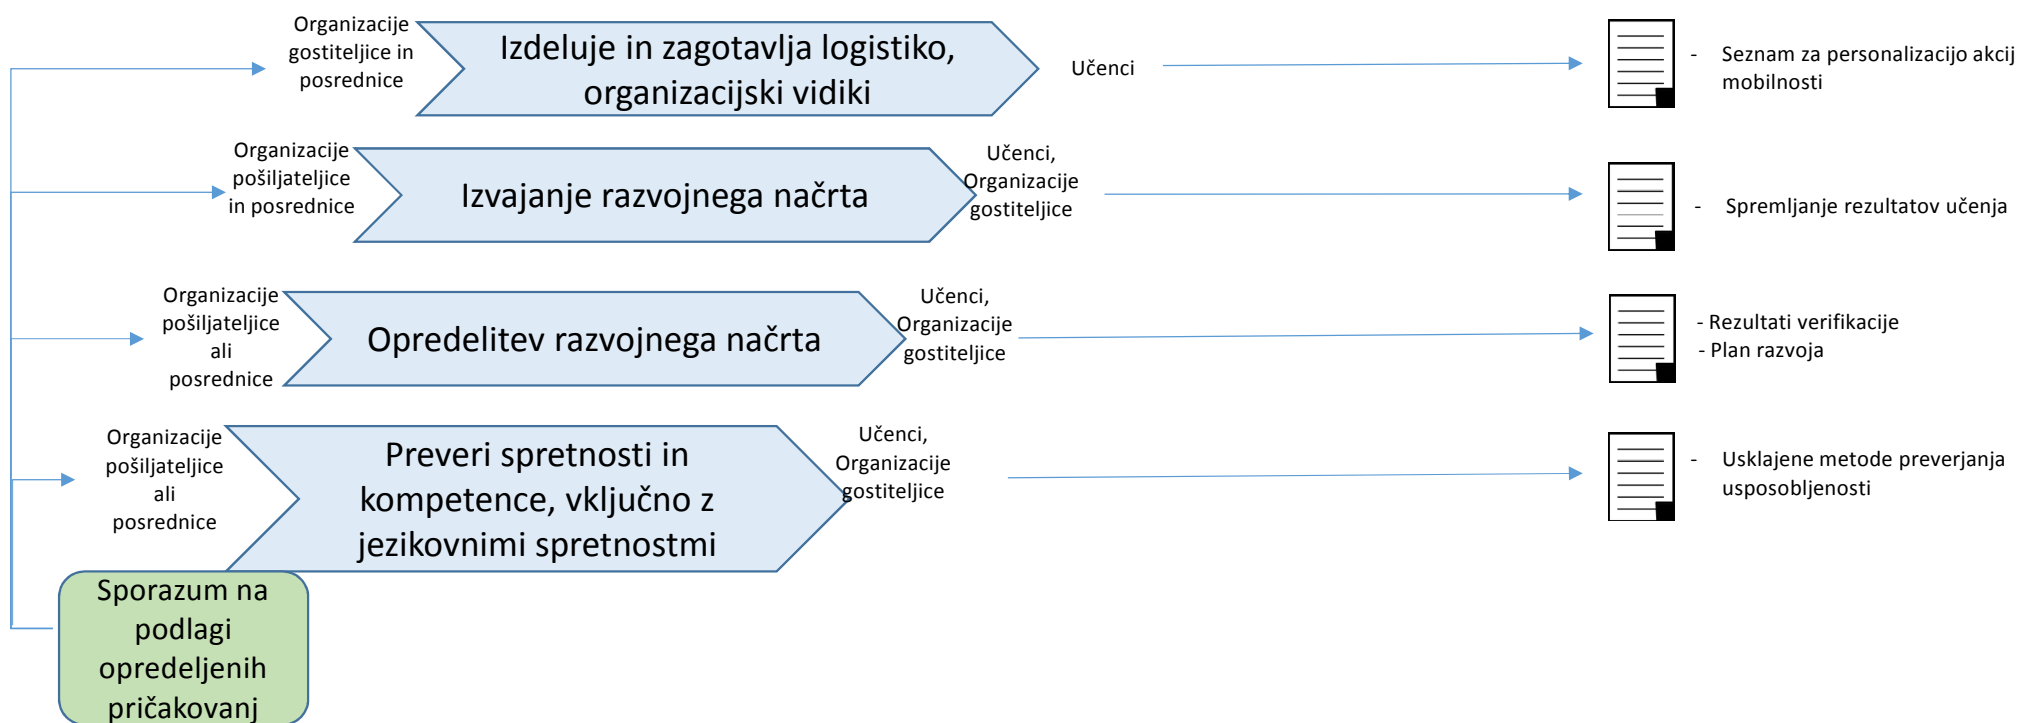 Organizacije
gostiteljice in
posrednice
Izdeluje in zagotavlja logistiko,
organizacijski vidiki
Učenci
- Seznam za personalizacijo akcij
mobilnosti
Organizacije
pošiljateljice
in posrednice
Izvajanje razvojnega načrta
Učenci,
Organizacije
gostiteljice
- Spremljanje rezultatov učenja
Organizacije
pošiljateljice
ali
posrednice
Opredelitev razvojnega načrta
Učenci,
Organizacije
gostiteljice
- Rezultati verifikacije
- Plan razvoja
Organizacije
pošiljateljice
ali
posrednice
Preveri spretnosti in
kompetence, vključno z
jezikovnimi spretnostmi
Učenci,
Organizacije
gostiteljice
- Usklajene metode preverjanja
usposobljenosti
Sporazum na
podlagi
opredeljenih
pričakovanj